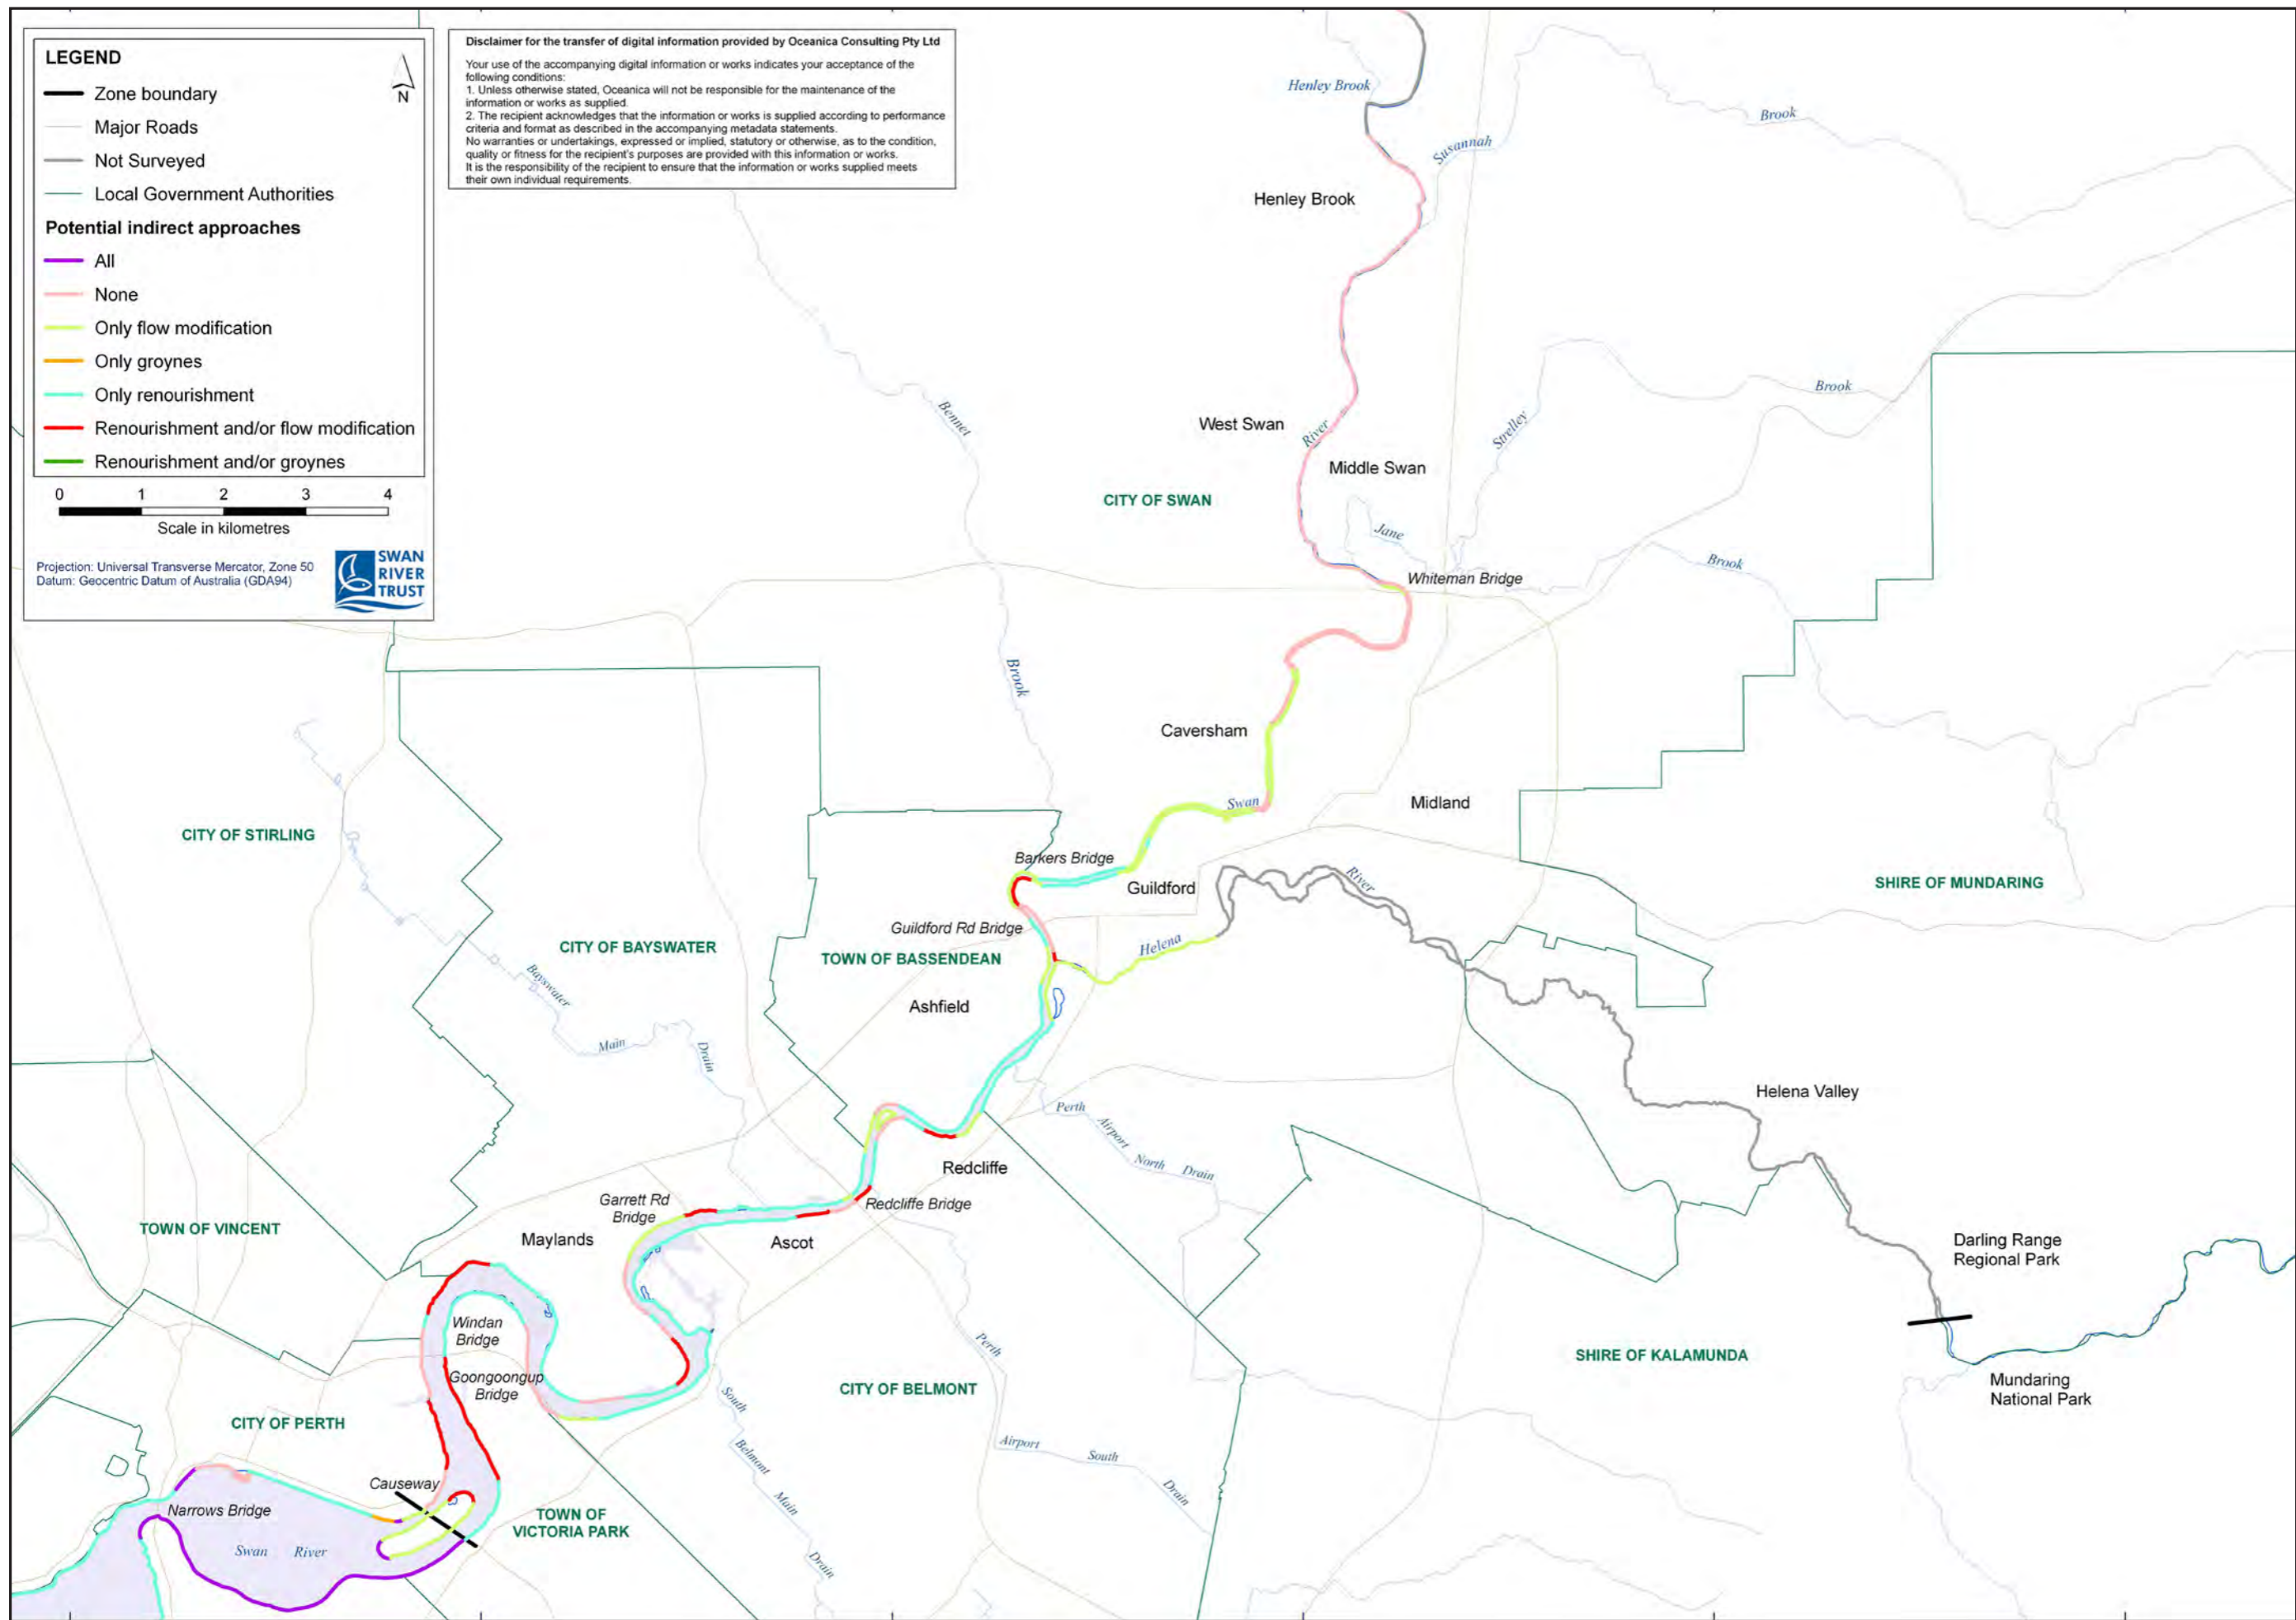 LEGEND
N
Zone boundary
Major Roads
Not Surveyed
Local Government Authorities
Potential indirect approaches
All
None
Only flow modification
Only groynes
Only renourishment
Renourishment and/or flow modification
Renourishment and/or groynes
0 1 2 3 4
Scale in kilometres
Projection: Universal Transverse Mercator, Zone 50
Datum: Geocentric Datum of Australia (GDA94)
SWAN
RIVER
TRUST
Disclaimer for the transfer of digital information provided by Oceanica Consulting Pty Ltd
Your use of the accompanying digital information or works indicates your acceptance of the
following conditions:
1. Unless otherwise stated, Oceanica will not be responsible for the maintenance of the
information or works as supplied.
2. The recipient acknowledges that the information or works is supplied according to performance
criteria and format as described in the accompanying metadata statements.
No warranties or undertakings, expressed or implied, statutory or otherwise, as to the condition,
quality or fitness for the recipient's purposes are provided with this information or works.
It is the responsibility of the recipient to ensure that the information or works supplied meets
their own individual requirements.
Henley Brook
Brook
Susannah
Henley Brook
Brook
Bennet
West Swan
River
Strelley
Middle Swan
CITY OF SWAN
Jane
Brook
Whiteman Bridge
Brook
Caversham
Swan
Midland
CITY OF STIRLING
Barkers Bridge
Guildford
River
SHIRE OF MUNDARING
Guildford Rd Bridge
CITY OF BAYSWATER
TOWN OF BASSENDEAN
Helena
Bayswater
Ashfield
Main
Drain
Helena Valley
Perth
Airport
North
Drain
Redcliffe
Garrett Rd
Bridge
Redcliffe Bridge
TOWN OF VINCENT
Maylands
Ascot
Darling Range
Regional Park
Windan
Bridge
Perth
SHIRE OF KALAMUNDA
Goongoongup
Bridge
CITY OF BELMONT
Mundaring
National Park
South
CITY OF PERTH
Airport
South
Belmont
Drain
Causeway
Main
Narrows Bridge
TOWN OF
VICTORIA PARK
Swan River
Drain